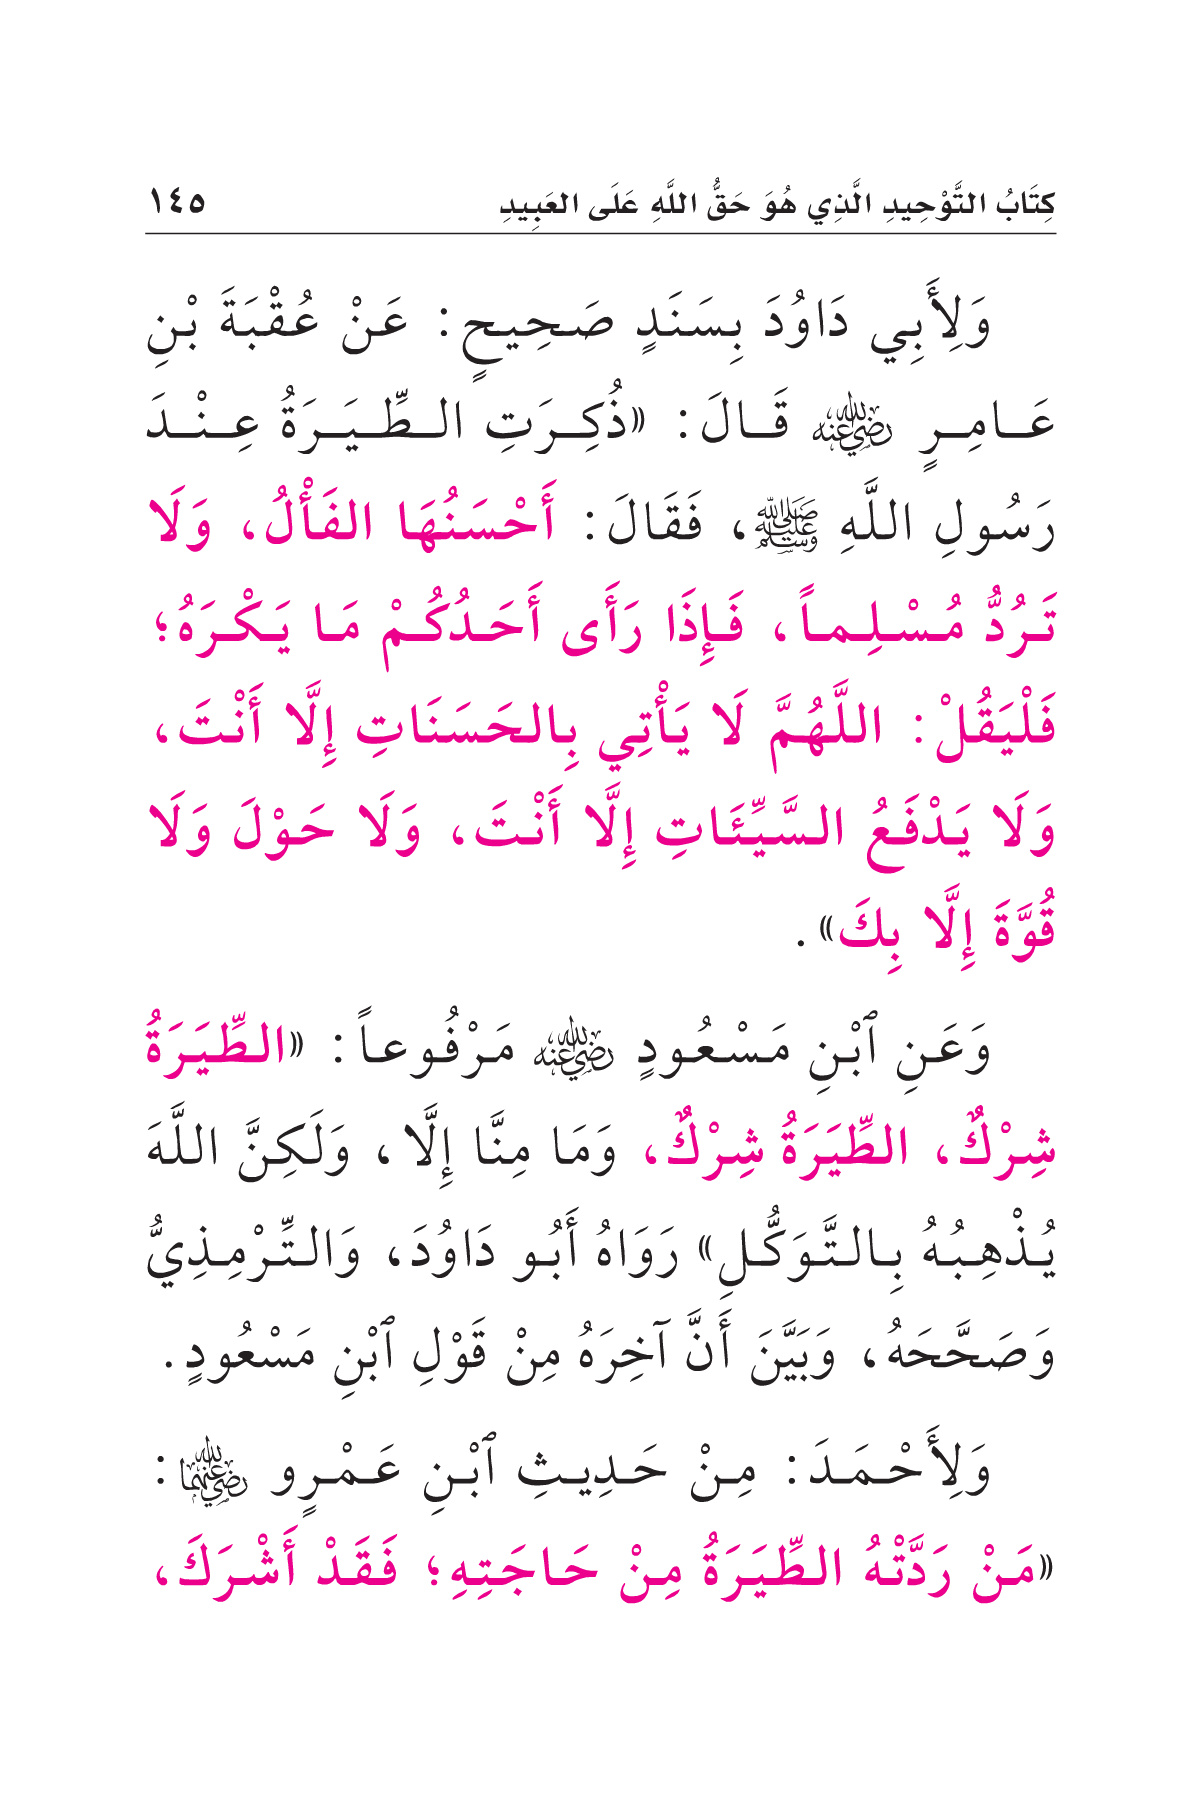 كِتَابُ التَّوْحِيدِ الَّذِي هُوَ حَقُّ اللَّهِ عَلَى العَبِيدِ ١٤٥
وَلِأَبِي دَاوُدَ بِسَنَدٍ صَحِيحٍ: عَنْ عُقْبَةَ بْنِ
عَامِرٍ رضي الله عنه قَالَ: «ذُكِرَتِ الطِّيَرَةُ عِنْدَ
رَسُولِ اللَّهِ ﷺ، فَقَالَ: أَحْسَنُهَا الفَأْلُ، وَلَا
تَرُدُّ مُسْلِماً، فَإِذَا رَأَى أَحَدُكُمْ مَا يَكْرَهُ؛
فَلْيَقُلْ: اللَّهُمَّ لَا يَأْتِي بِالحَسَنَاتِ إِلَّا أَنْتَ،
وَلَا يَدْفَعُ السَّيِّئَاتِ إِلَّا أَنْتَ، وَلَا حَوْلَ وَلَا
قُوَّةَ إِلَّا بِكَ».
وَعَنِ ٱبْنِ مَسْعُودٍ رضي الله عنه مَرْفُوعاً: «الطِّيَرَةُ
شِرْكٌ، الطِّيَرَةُ شِرْكٌ، وَمَا مِنَّا إِلَّا، وَلَكِنَّ اللَّهَ
يُذْهِبُهُ بِالتَّوَكُّلِ» رَوَاهُ أَبُو دَاوُدَ، وَالتِّرْمِذِيُّ
وَصَحَّحَهُ، وَبَيَّنَ أَنَّ آخِرَهُ مِنْ قَوْلِ ٱبْنِ مَسْعُودٍ.
وَلِأَحْمَدَ: مِنْ حَدِيثِ ٱبْنِ عَمْرٍو رضي الله عنهما:
«مَنْ رَدَّتْهُ الطِّيَرَةُ مِنْ حَاجَتِهِ؛ فَقَدْ أَشْرَكَ،